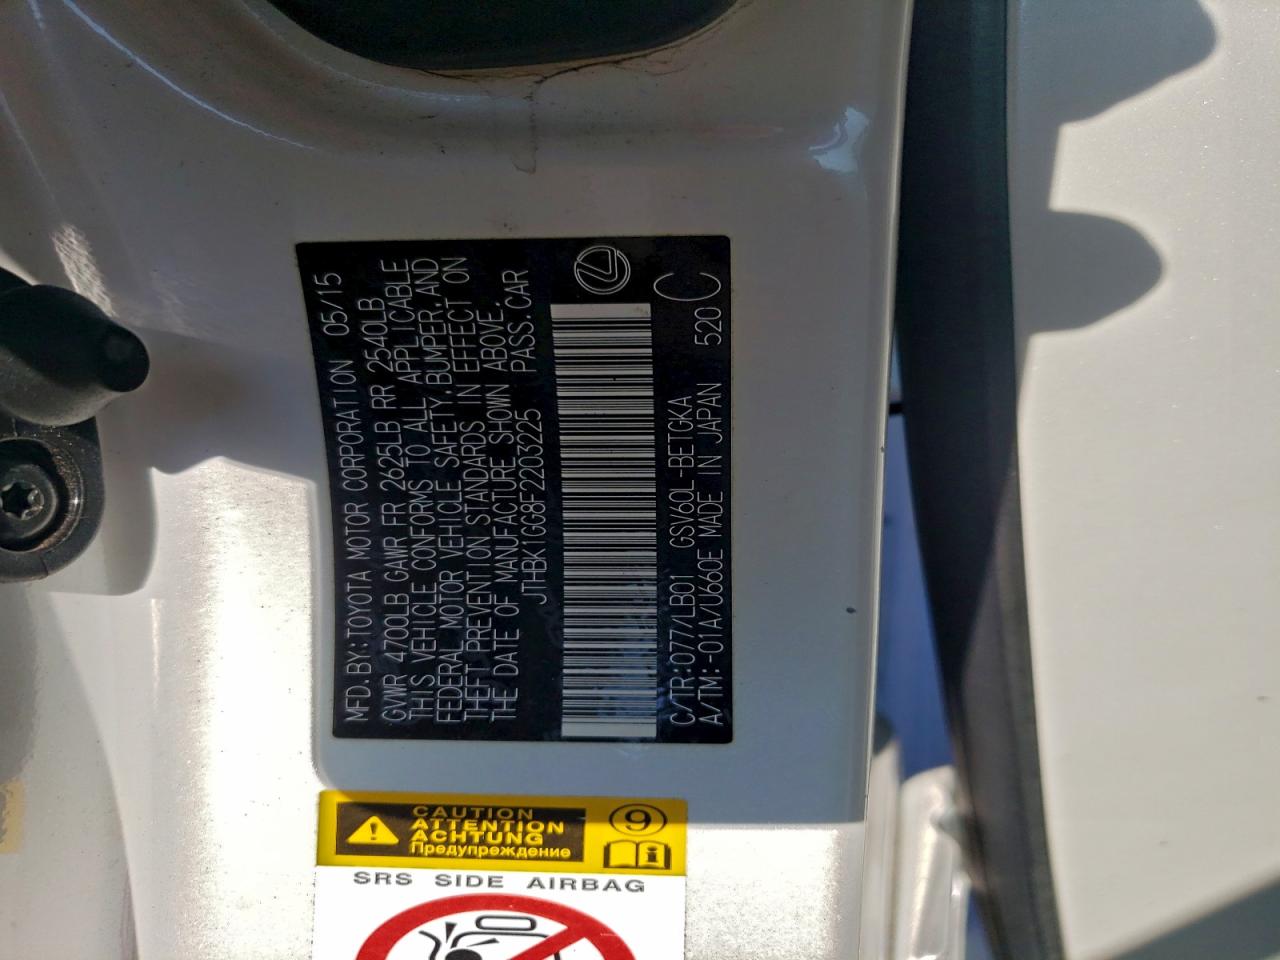 MFD.BY:TOYOTA MOTOR CORPORATION 05/15
GVWR 4700LB GAWR FR 2625LB RR 2540LB
THIS VEHICLE CONFORMS TO ALL APPLICABLE
FEDERAL MOTOR VEHICLE SAFETY,BUMPER,AND
THEFT PREVENTION STANDARDS IN EFFECT ON
THE DATE OF MANUFACTURE SHOWN ABOVE.
JTHBK1GG8F2203225 PASS.CAR
C/TR:077/LB01 GSV60L-BETGKA C
A/TM:-01A/U660E MADE IN JAPAN 520 C
CAUTION
ATTENTION
ACHTUNG
Предупреждение
9
i
SRS SIDE AIRBAG